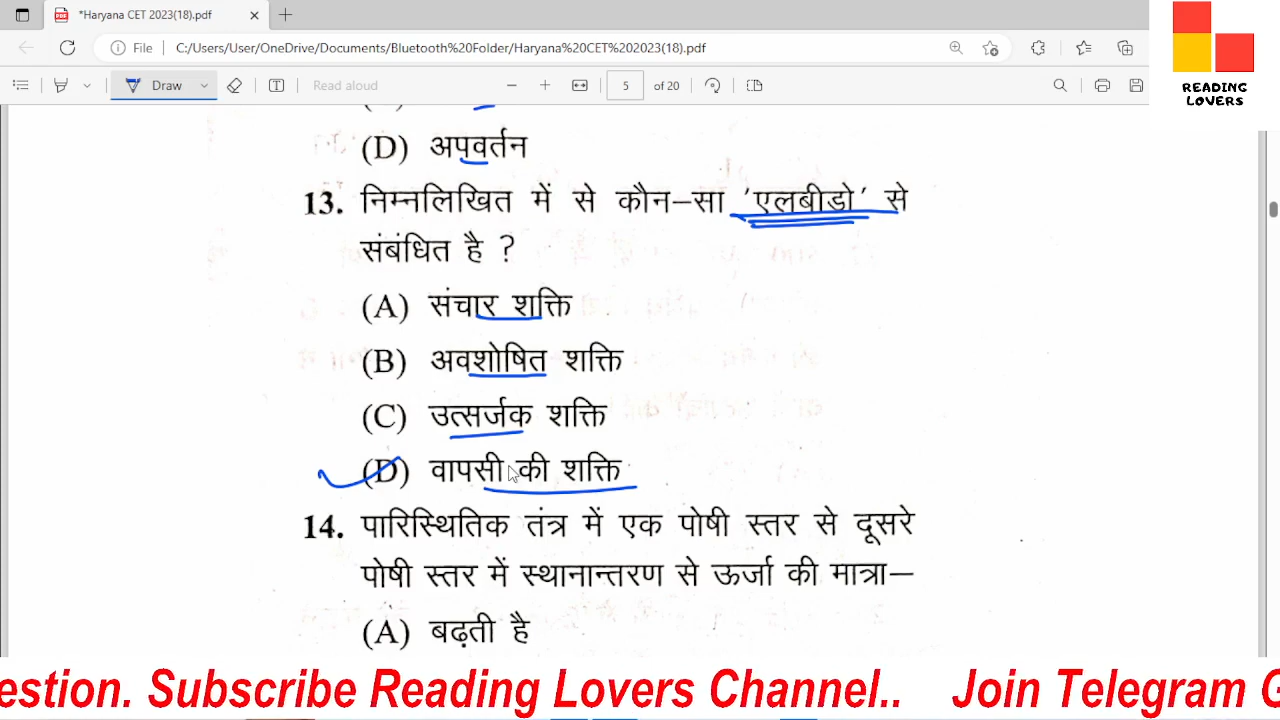 *Haryana CET 2023(18).pdf
File C:/Users/User/OneDrive/Documents/Bluetooth%20Folder/Haryana%20CET%202023(18).pdf
Draw Read aloud 5 of 20
READING
LOVERS
(D) अपवर्तन
13. निम्नलिखित में से कौन-सा 'एलबीडो' से
संबंधित है ?
(A) संचार शक्ति
(B) अवशोषित शक्ति
(C) उत्सर्जक शक्ति
(D) वापसी की शक्ति
14. पारिस्थितिक तंत्र में एक पोषी स्तर से दूसरे
पोषी स्तर में स्थानान्तरण से ऊर्जा की मात्रा–
(A) बढ़ती है
estion. Subscribe Reading Lovers Channel.. Join Telegram G